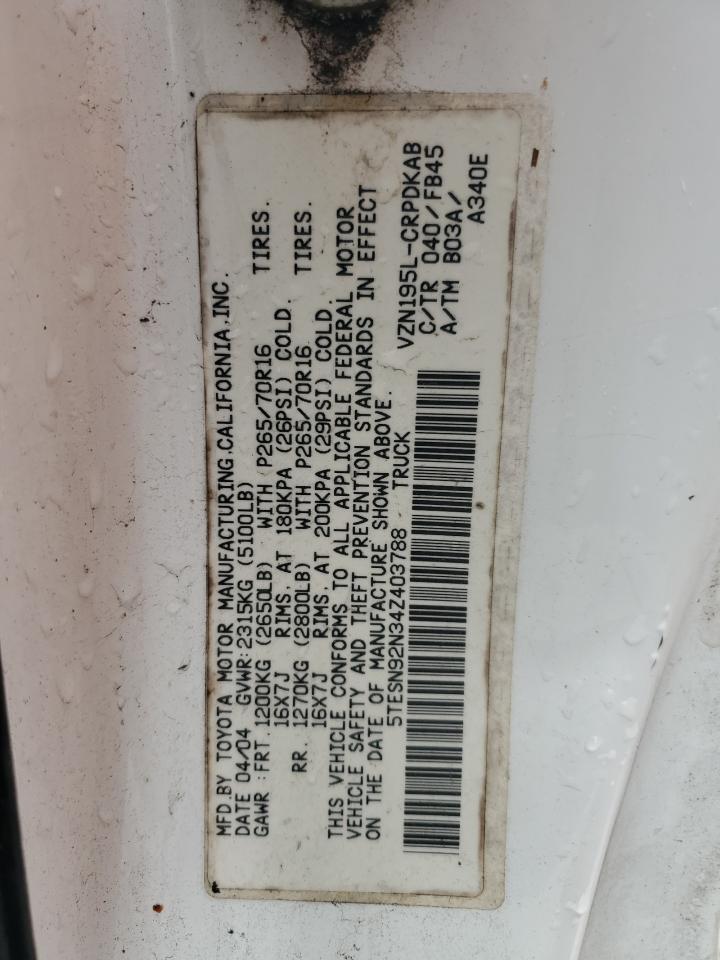 MFD.BY TOYOTA MOTOR MANUFACTURING,CALIFORNIA,INC.
DATE 04/04 GVWR:2315KG (5100LB)
GAWR :FRT.1200KG (2650LB) WITH P265/70R16 TIRES.
16X7J RIMS, AT 180KPA (26PSI) COLD.
RR. 1270KG (2800LB) WITH P265/70R16 TIRES.
16X7J RIMS, AT 200KPA (29PSI) COLD.
THIS VEHICLE CONFORMS TO ALL APPLICABLE FEDERAL MOTOR
VEHICLE SAFETY AND THEFT PREVENTION STANDARDS IN EFFECT
ON THE DATE OF MANUFACTURE SHOWN ABOVE.
5TESN92N34Z403788 TRUCK
VZN195L-CRPDKAB
C/TR 040/FB45
A/TM B03A/
A340E